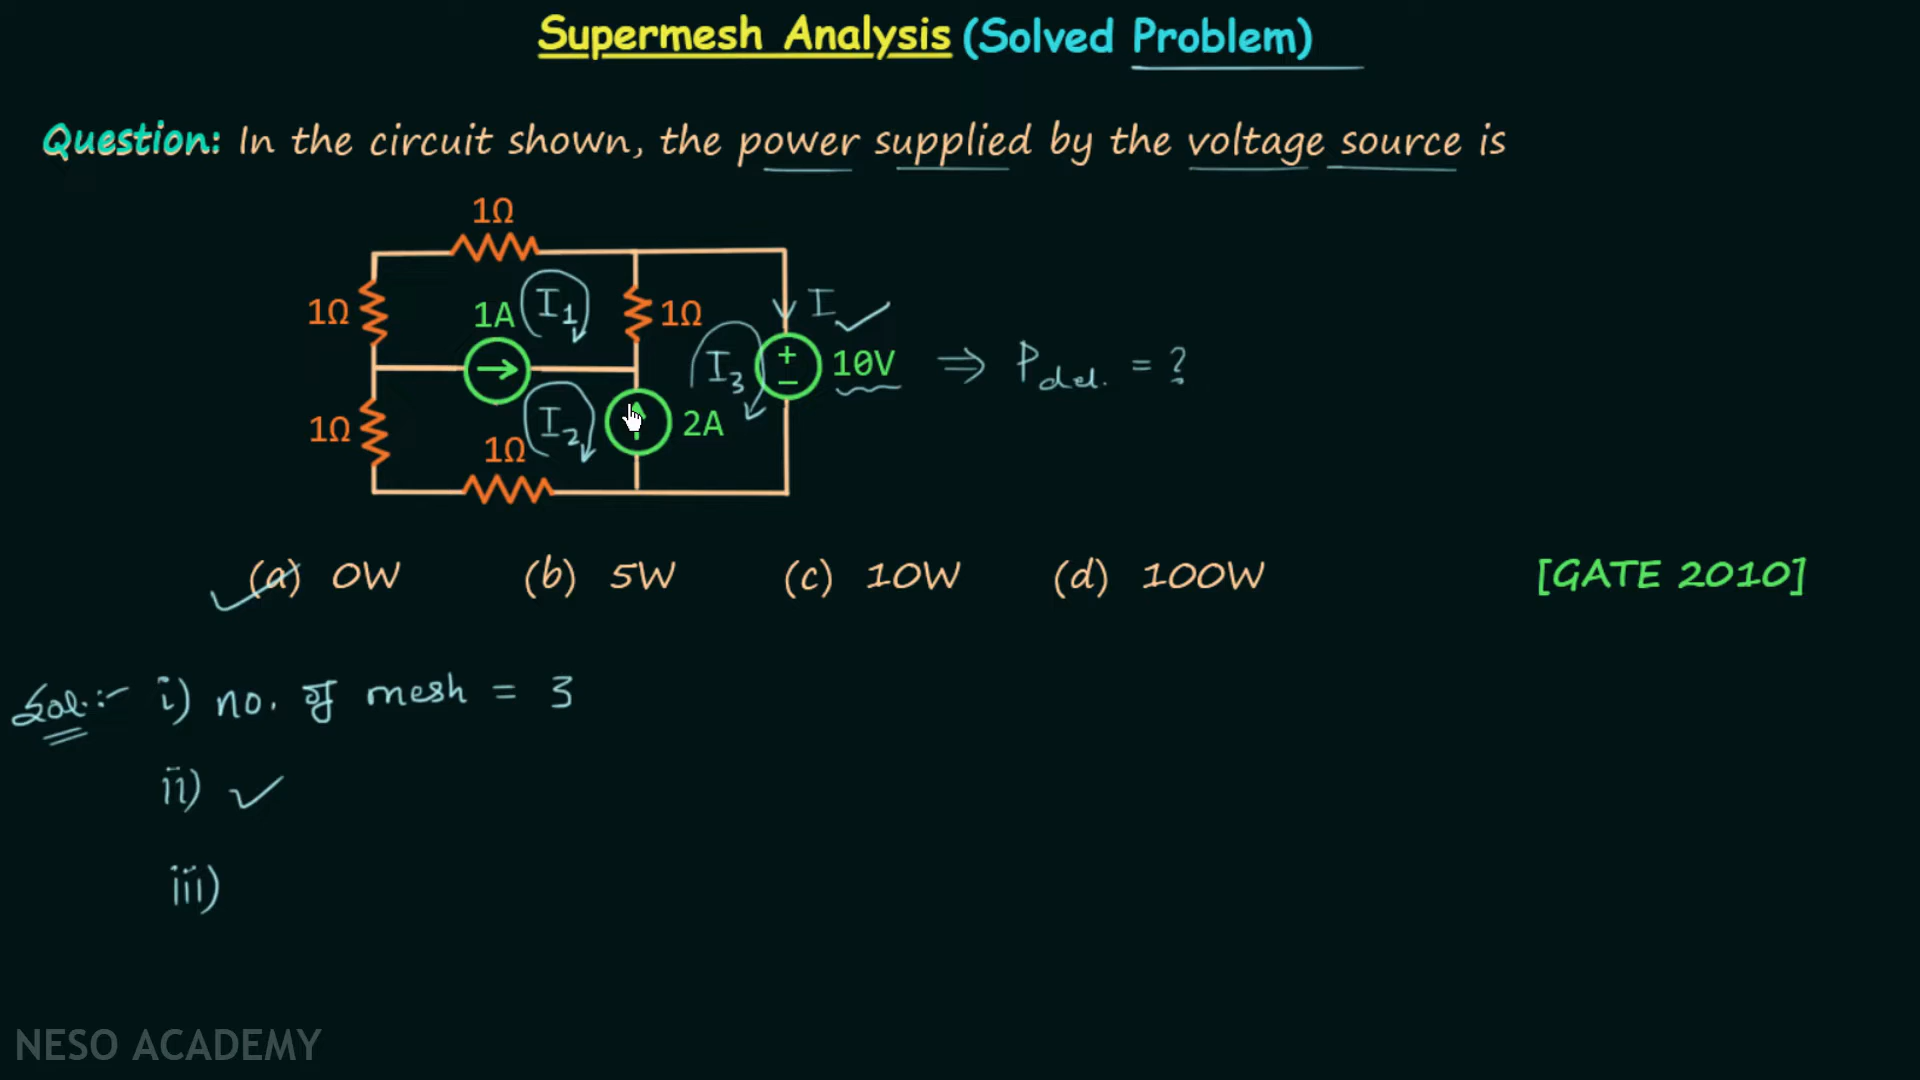 Supermesh Analysis (Solved Problem)
Question: In the circuit shown, the power supplied by the voltage source is
1Ω
1Ω 1A I₁ 1Ω I
I₃ + − 10V ⇒ P del. = ?
1Ω 1Ω I₂ 2A
(a) 0W (b) 5W (c) 10W (d) 100W [GATE 2010]
Sol.:- i) no. of mesh = 3
ii) ✓
iii)
NESO ACADEMY